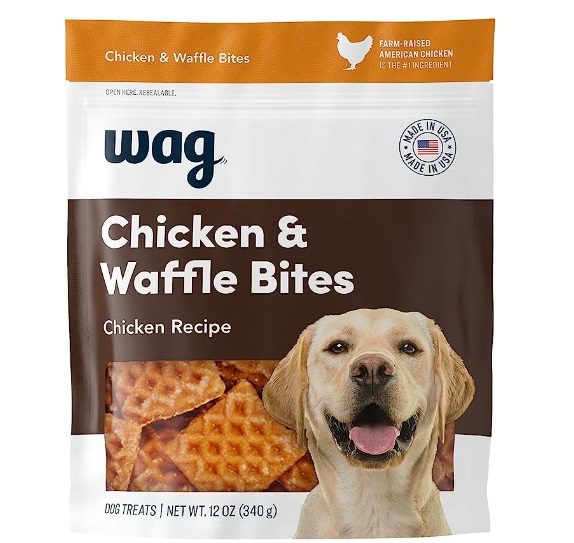 Chicken & Waffle Bites
FARM-RAISED
AMERICAN CHICKEN
IS THE #1 INGREDIENT
OPEN HERE. RESEALABLE.
wag
MADE IN USA
MADE IN USA
Chicken &
Waffle Bites
Chicken Recipe
DOG TREATS | NET WT. 12 OZ (340 g)